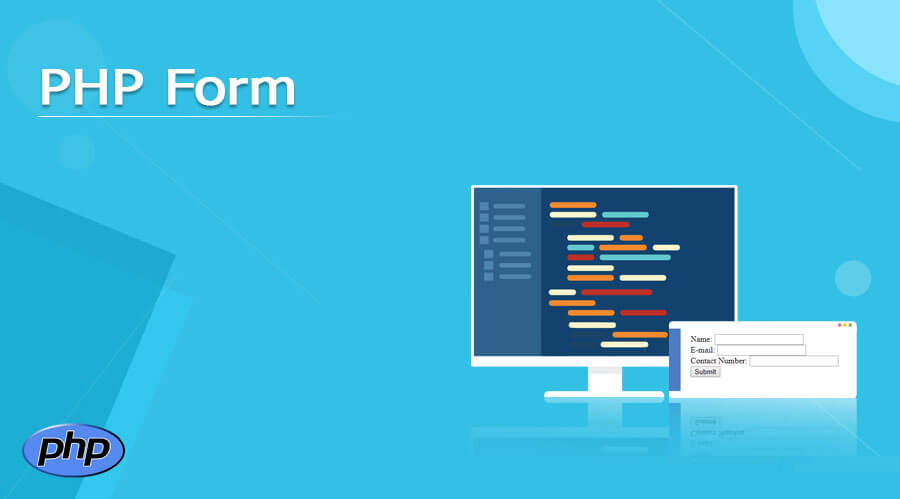 PHP Form
Name:
E-mail:
Contact Number:
Submit
php